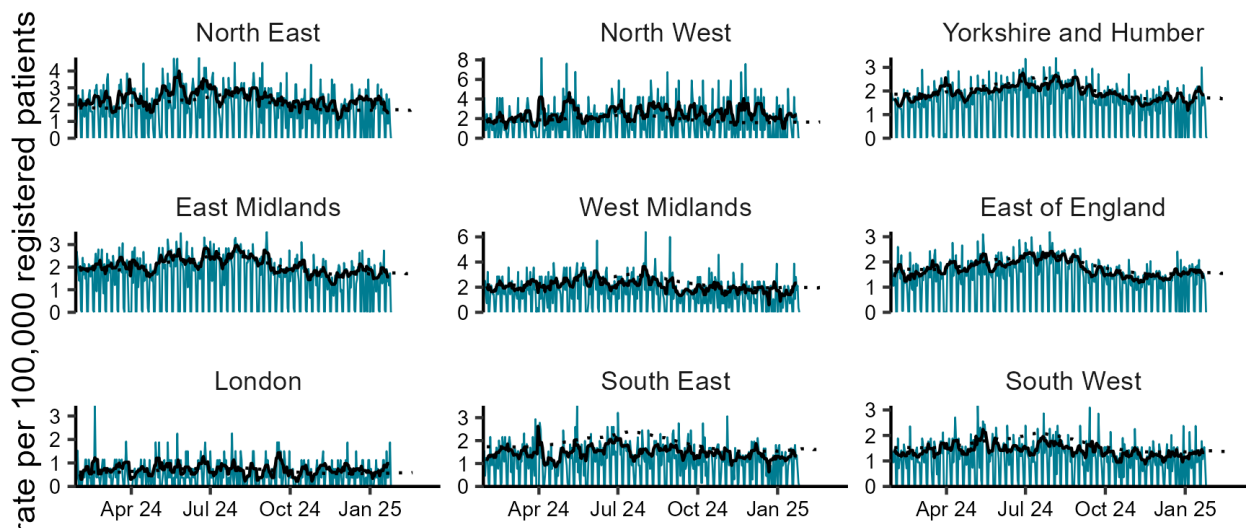 rate per 100,000 registered patients
North East
North West
Yorkshire and Humber
4
3
2
1
0
8
6
4
2
0
3
2
1
0
East Midlands
West Midlands
East of England
3
2
1
0
6
4
2
0
3
2
1
0
London
South East
South West
3
2
1
0
3
2
1
0
3
2
1
0
Apr 24 Jul 24 Oct 24 Jan 25
Apr 24 Jul 24 Oct 24 Jan 25
Apr 24 Jul 24 Oct 24 Jan 25